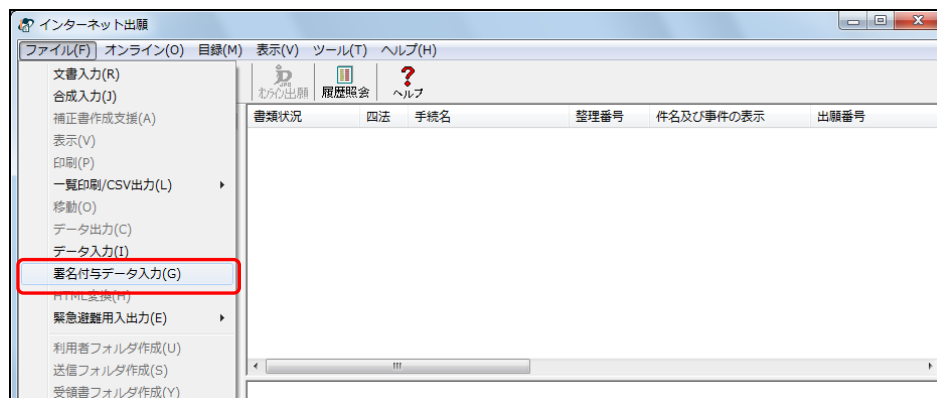 インターネット出願
ファイル(F) オンライン(O) 目録(M) 表示(V) ツール(T) ヘルプ(H)
文書入力(R)
合成入力(J)
補正書作成支援(A)
表示(V)
印刷(P)
一覧印刷/CSV出力(L)
移動(O)
データ出力(C)
データ入力(I)
署名付与データ入力(G)
HTML変換(H)
緊急避難用入出力(E)
利用者フォルダ作成(U)
送信フォルダ作成(S)
受領書フォルダ作成(Y)
履歴照会 ヘルプ
書類状況 四法 手続名 整理番号 件名及び事件の表示 出願番号